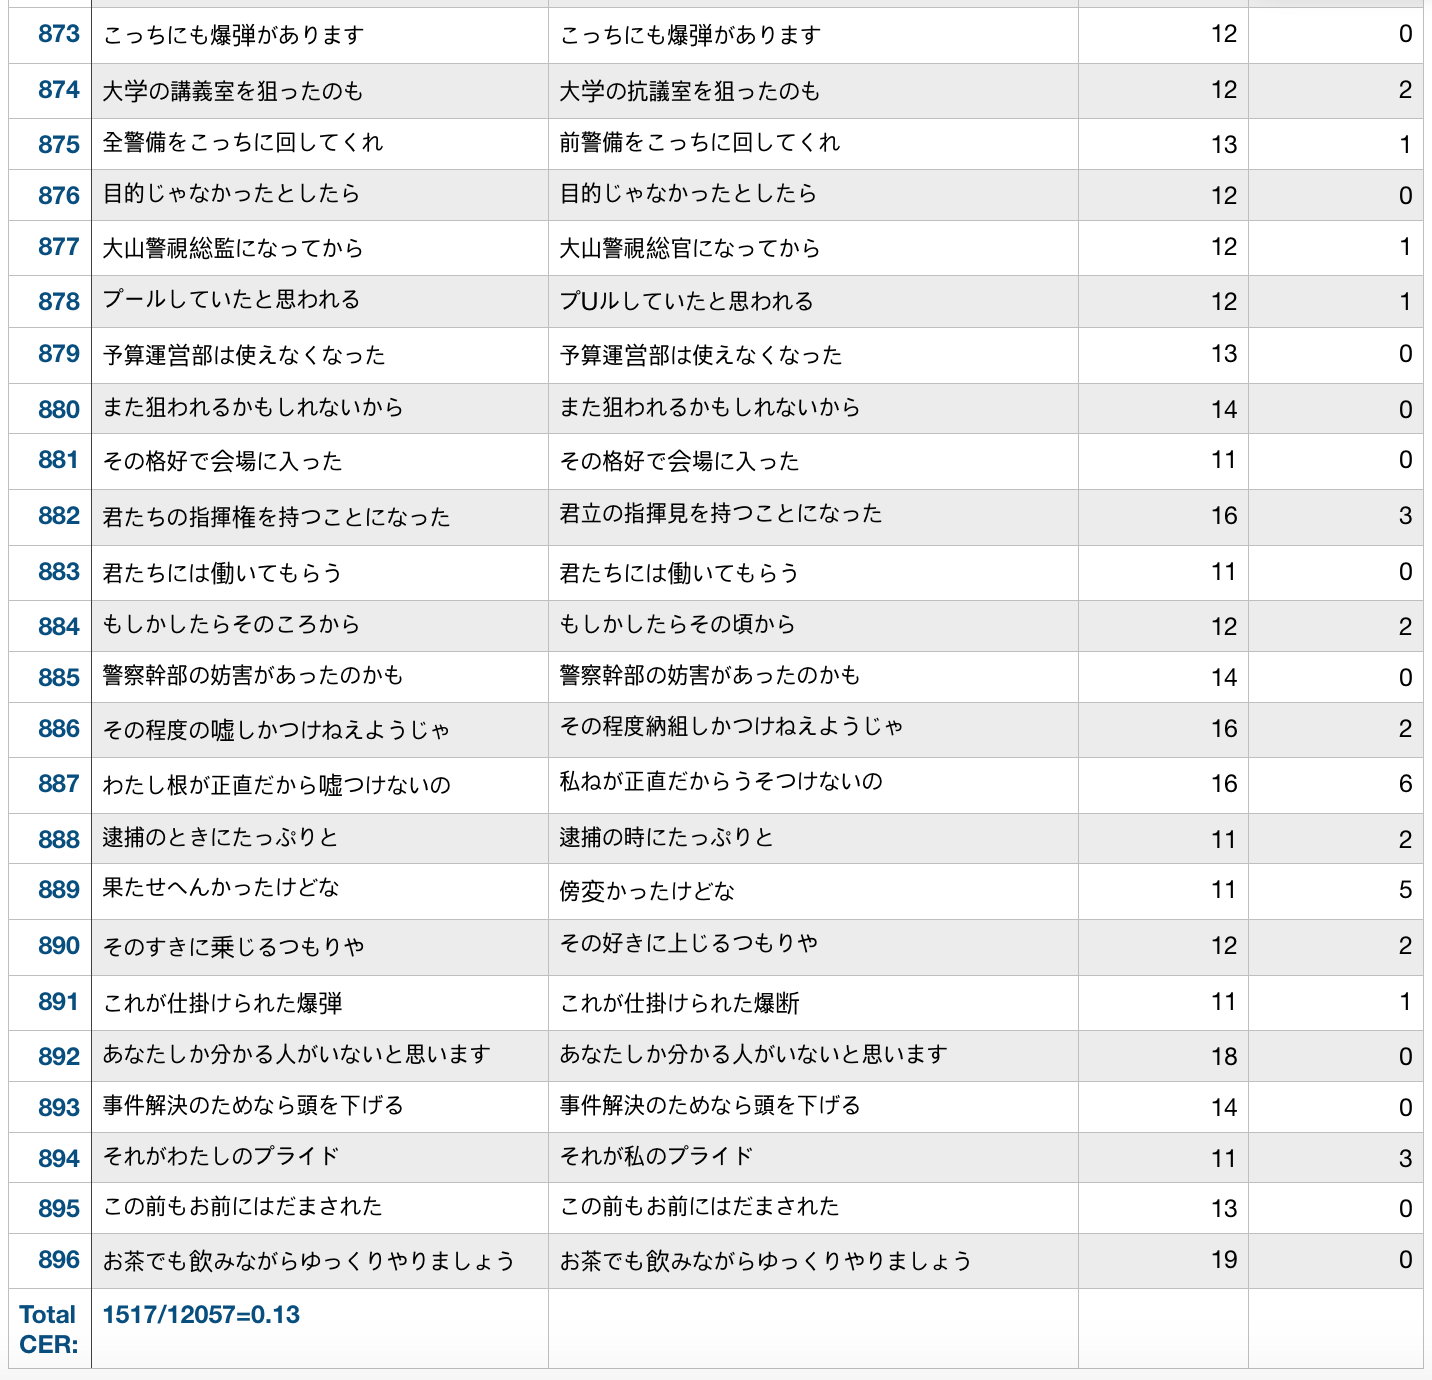 873 こっちにも爆弾があります こっちにも爆弾があります 12 0
874 大学の講義室を狙ったのも 大学の抗議室を狙ったのも 12 2
875 全警備をこっちに回してくれ 前警備をこっちに回してくれ 13 1
876 目的じゃなかったとしたら 目的じゃなかったとしたら 12 0
877 大山警視総監になってから 大山警視総官になってから 12 1
878 プールしていたと思われる プUルしていたと思われる 12 1
879 予算運営部は使えなくなった 予算運営部は使えなくなった 13 0
880 また狙われるかもしれないから また狙われるかもしれないから 14 0
881 その格好で会場に入った その格好で会場に入った 11 0
882 君たちの指揮権を持つことになった 君立の指揮見を持つことになった 16 3
883 君たちには働いてもらう 君たちには働いてもらう 11 0
884 もしかしたらそのころから もしかしたらその頃から 12 2
885 警察幹部の妨害があったのかも 警察幹部の妨害があったのかも 14 0
886 その程度の嘘しかつけねえようじゃ その程度納組しかつけねえようじゃ 16 2
887 わたし根が正直だから嘘つけないの 私ねが正直だからうそつけないの 16 6
888 逮捕のときにたっぷりと 逮捕の時にたっぷりと 11 2
889 果たせへんかったけどな 傍変かったけどな 11 5
890 そのすきに乗じるつもりや その好きに上じるつもりや 12 2
891 これが仕掛けられた爆弾 これが仕掛けられた爆断 11 1
892 あなたしか分かる人がいないと思います あなたしか分かる人がいないと思います 18 0
893 事件解決のためなら頭を下げる 事件解決のためなら頭を下げる 14 0
894 それがわたしのプライド それが私のプライド 11 3
895 この前もお前にはだまされた この前もお前にはだまされた 13 0
896 お茶でも飲みながらゆっくりやりましょう お茶でも飲みながらゆっくりやりましょう 19 0
Total 1517/12057=0.13
CER: